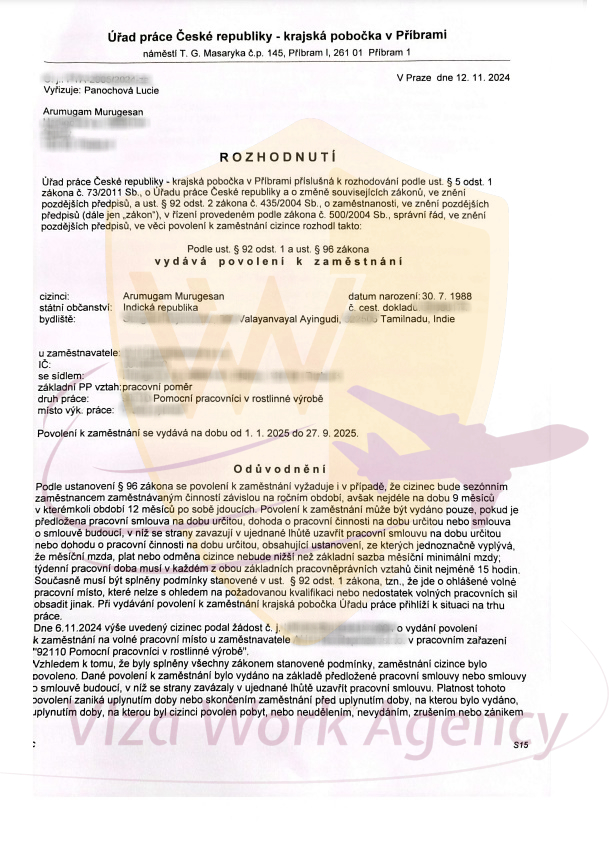 Úřad práce České republiky - krajská pobočka v Příbrami
náměstí T. G. Masaryka č.p. 145, Příbram I, 261 01 Příbram 1
V Praze dne 12. 11. 2024
Vyřizuje: Panochová Lucie
Arumugam Murugesan
ROZHODNUTÍ
Úřad práce České republiky - krajská pobočka v Příbrami příslušná k rozhodování podle ust. § 5 odst. 1
zákona č. 73/2011 Sb., o Úřadu práce České republiky a o změně souvisejících zákonů, ve znění
pozdějších předpisů, a ust. § 92 odst. 2 zákona č. 435/2004 Sb., o zaměstnanosti, ve znění pozdějších
předpisů (dále jen „zákon"), v řízení provedeném podle zákona č. 500/2004 Sb., správní řád, ve znění
pozdějších předpisů, ve věci povolení k zaměstnání cizince rozhodl takto:
Podle ust. § 92 odst. 1 a ust. § 96 zákona
vydává povolení k zaměstnání
cizinci: Arumugam Murugesan datum narození: 30. 7. 1988
státní občanství: Indická republika č. cest. dokladu
bydliště: Valayanvayal Ayingudi, Tamilnadu, Indie
u zaměstnavatele:
IČ:
se sídlem:
základní PP vztah: pracovní poměr
druh práce: Pomocní pracovníci v rostlinné výrobě
místo výk. práce:
Povolení k zaměstnání se vydává na dobu od 1. 1. 2025 do 27. 9. 2025.
Odůvodnění
Podle ustanovení § 96 zákona se povolení k zaměstnání vyžaduje i v případě, že cizinec bude sezónním
zaměstnancem zaměstnávaným činností závislou na ročním období, avšak nejdéle na dobu 9 měsíců
v kterémkoli období 12 měsíců po sobě jdoucích. Povolení k zaměstnání může být vydáno pouze, pokud je
předložena pracovní smlouva na dobu určitou, dohoda o pracovní činnosti na dobu určitou nebo smlouva
o smlouvě budoucí, v níž se strany zavazují v ujednané lhůtě uzavřít pracovní smlouvu na dobu určitou
nebo dohodu o pracovní činnosti na dobu určitou, obsahující ustanovení, ze kterých jednoznačně vyplývá,
že měsíční mzda, plat nebo odměna cizince nebude nižší než základní sazba měsíční minimální mzdy;
týdenní pracovní doba musí v každém z obou základních pracovněprávních vztahů činit nejméně 15 hodin.
Současně musí být splněny podmínky stanovené v ust. § 92 odst. 1 zákona, tzn., že jde o ohlášené volné
pracovní místo, které nelze s ohledem na požadovanou kvalifikaci nebo nedostatek volných pracovních sil
obsadit jinak. Při vydávání povolení k zaměstnání krajská pobočka Úřadu práce přihlíží k situaci na trhu
práce.
Dne 6.11.2024 výše uvedený cizinec podal žádost č. j. o vydání povolení
k zaměstnání na volné pracovní místo u zaměstnavatele v pracovním zařazení
"92110 Pomocní pracovníci v rostlinné výrobě".
Vzhledem k tomu, že byly splněny všechny zákonem stanovené podmínky, zaměstnání cizince bylo
povoleno. Dané povolení k zaměstnání bylo vydáno na základě předložené pracovní smlouvy nebo smlouvy
o smlouvě budoucí, v níž se strany zavázaly v ujednané lhůtě uzavřít pracovní smlouvu. Platnost tohoto
povolení zaniká uplynutím doby nebo skončením zaměstnání před uplynutím doby, na kterou bylo vydáno,
uplynutím doby, na kterou byl cizinci povolen pobyt, nebo neudělením, nevydáním, zrušením nebo zánikem
Viza Work Agency
S15